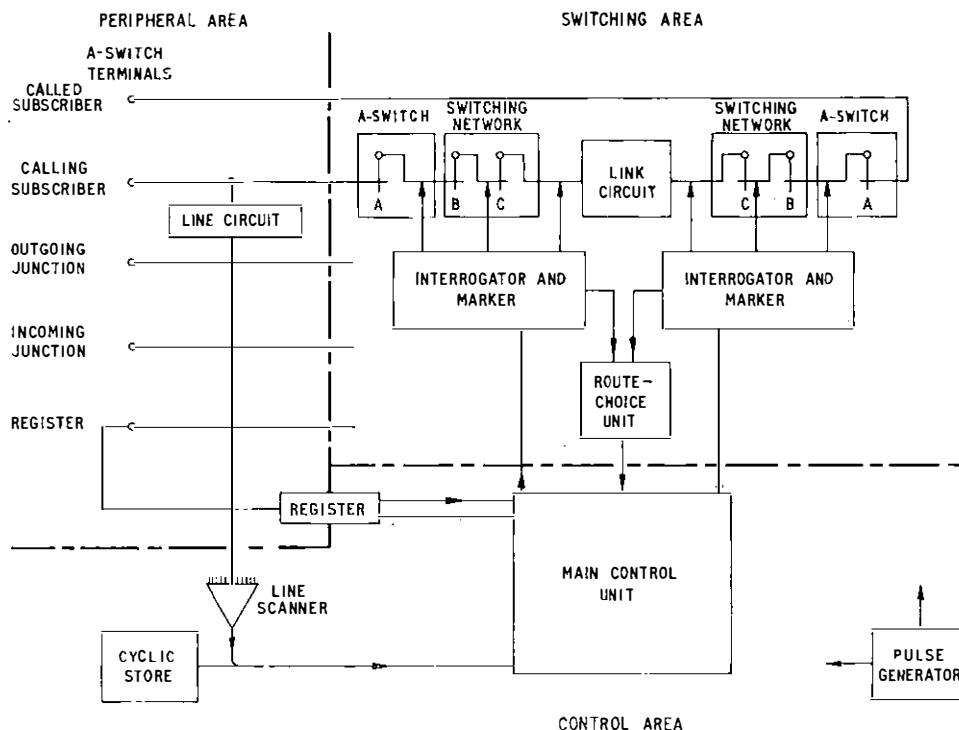 PERIPHERAL AREA
SWITCHING AREA
A-SWITCH
TERMINALS
CALLED
SUBSCRIBER
A-SWITCH
SWITCHING
NETWORK
SWITCHING
NETWORK
A-SWITCH
CALLING
SUBSCRIBER
A
B
C
LINK
CIRCUIT
C
B
A
LINE CIRCUIT
OUTGOING
JUNCTION
INTERROGATOR AND
MARKER
INTERROGATOR AND
MARKER
INCOMING
JUNCTION
ROUTE-
CHOICE
UNIT
REGISTER
REGISTER
MAIN CONTROL
UNIT
LINE
SCANNER
CYCLIC
STORE
PULSE
GENERATOR
CONTROL AREA